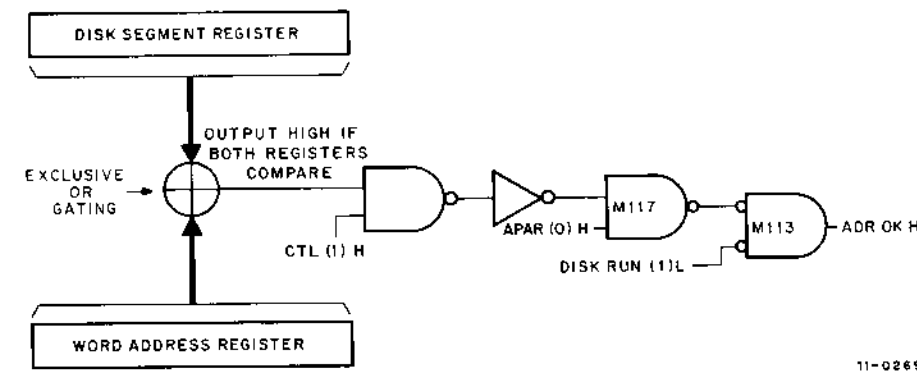 DISK SEGMENT REGISTER
OUTPUT HIGH IF
BOTH REGISTERS
COMPARE
EXCLUSIVE
OR
GATING
CTL (1) H
APAR (0) H
M117
DISK RUN (1)L
M113
ADR OK H
WORD ADDRESS REGISTER
11-0269